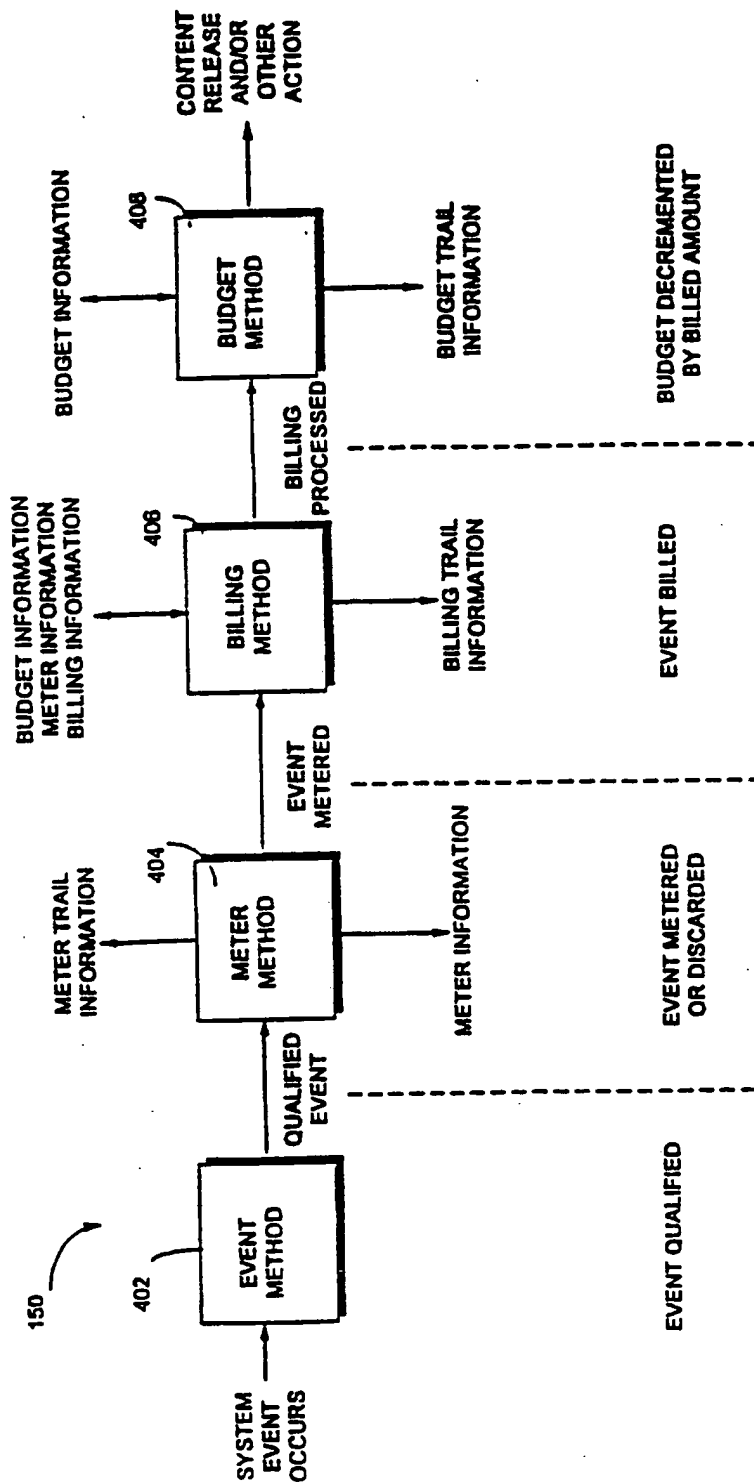 150
SYSTEM
EVENT
OCCURS
402
EVENT
METHOD
EVENT QUALIFIED
QUALIFIED
EVENT
METER TRAIL
INFORMATION
404
METER
METHOD
METER INFORMATION
EVENT METERED
OR DISCARDED
EVENT
METERED
BUDGET INFORMATION
METER INFORMATION
BILLING INFORMATION
406
BILLING
METHOD
BILLING TRAIL
INFORMATION
EVENT BILLED
BILLING
PROCESSED
BUDGET INFORMATION
408
BUDGET
METHOD
BUDGET TRAIL
INFORMATION
BUDGET DECREMENTED
BY BILLED AMOUNT
CONTENT
RELEASE
AND/OR
OTHER
ACTION